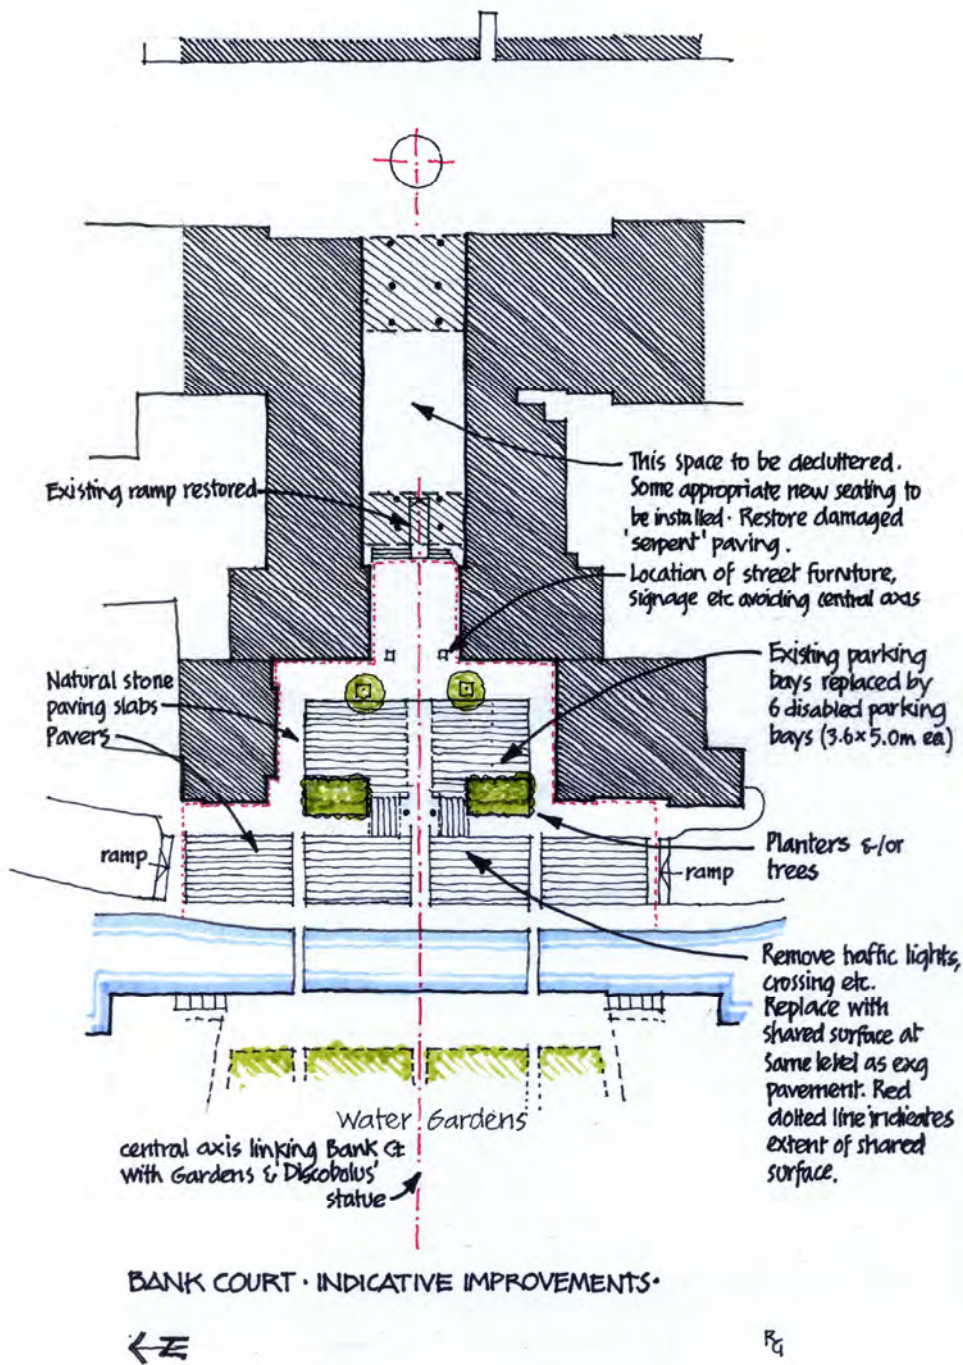 This space to be decluttered.
Some appropriate new seating to
be installed. Restore damaged
'serpent' paving.
Existing ramp restored
Location of street furniture,
signage etc avoiding central axis
Existing parking
bays replaced by
6 disabled parking
bays (3.6×5.0m ea)
Natural stone
paving slabs
Pavers
Planters &/or
trees
ramp
ramp
Remove traffic lights,
crossing etc.
Replace with
shared surface at
same level as exg
pavement. Red
dotted line indicates
extent of shared
surface.
Water Gardens
central axis linking Bank Ct
with Gardens & 'Discobolus'
statue
BANK COURT · INDICATIVE IMPROVEMENTS ·
N
RG